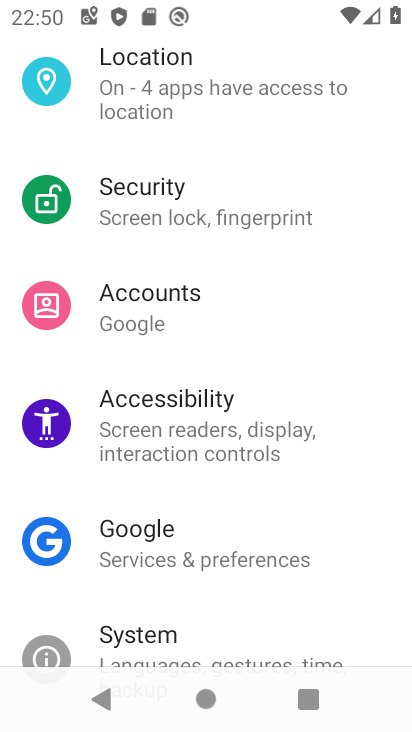 22:50
Location
On - 4 apps have access to
location
Security
Screen lock, fingerprint
Accounts
Google
Accessibility
Screen readers, display,
interaction controls
Google
Services & preferences
System
Languages, gestures, time,
backup